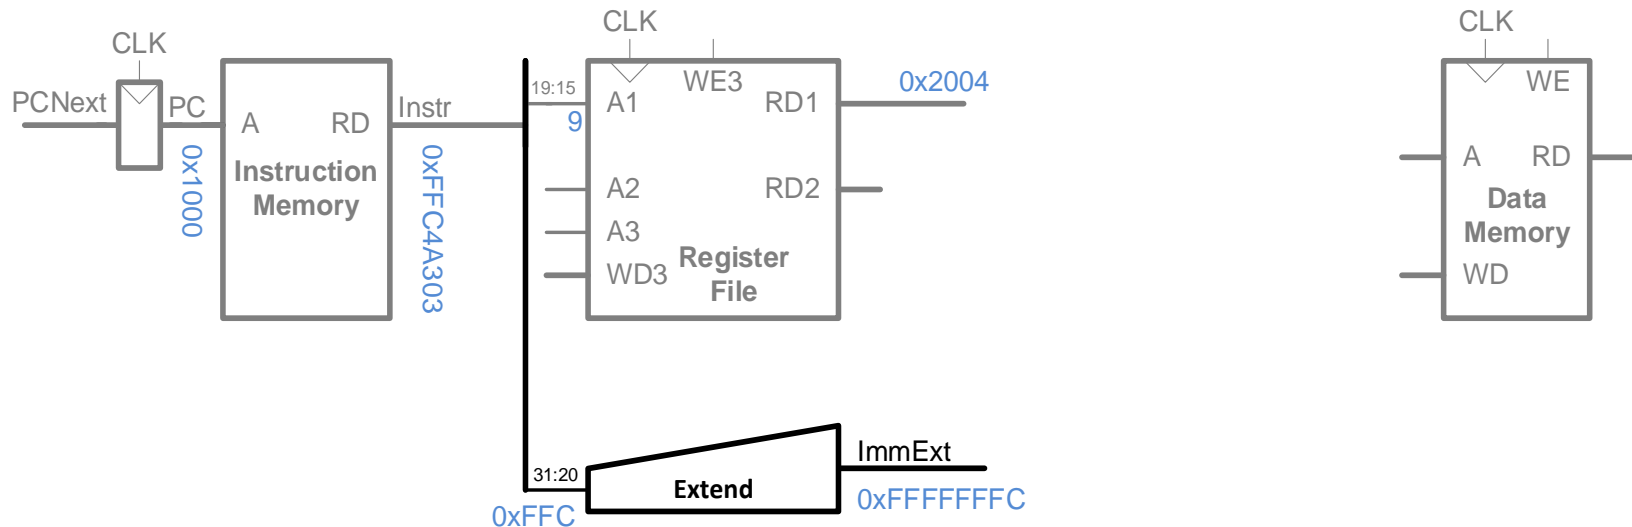 CLK
CLK
CLK
PCNext
PC
A
RD
Instr
Instruction
Memory
0x1000
0xFFC4A303
19:15
9
A1
WE3
RD1
0x2004
A2
RD2
A3
WD3
Register
File
WE
A
RD
Data
Memory
WD
31:20
0xFFC
Extend
ImmExt
0xFFFFFFFC